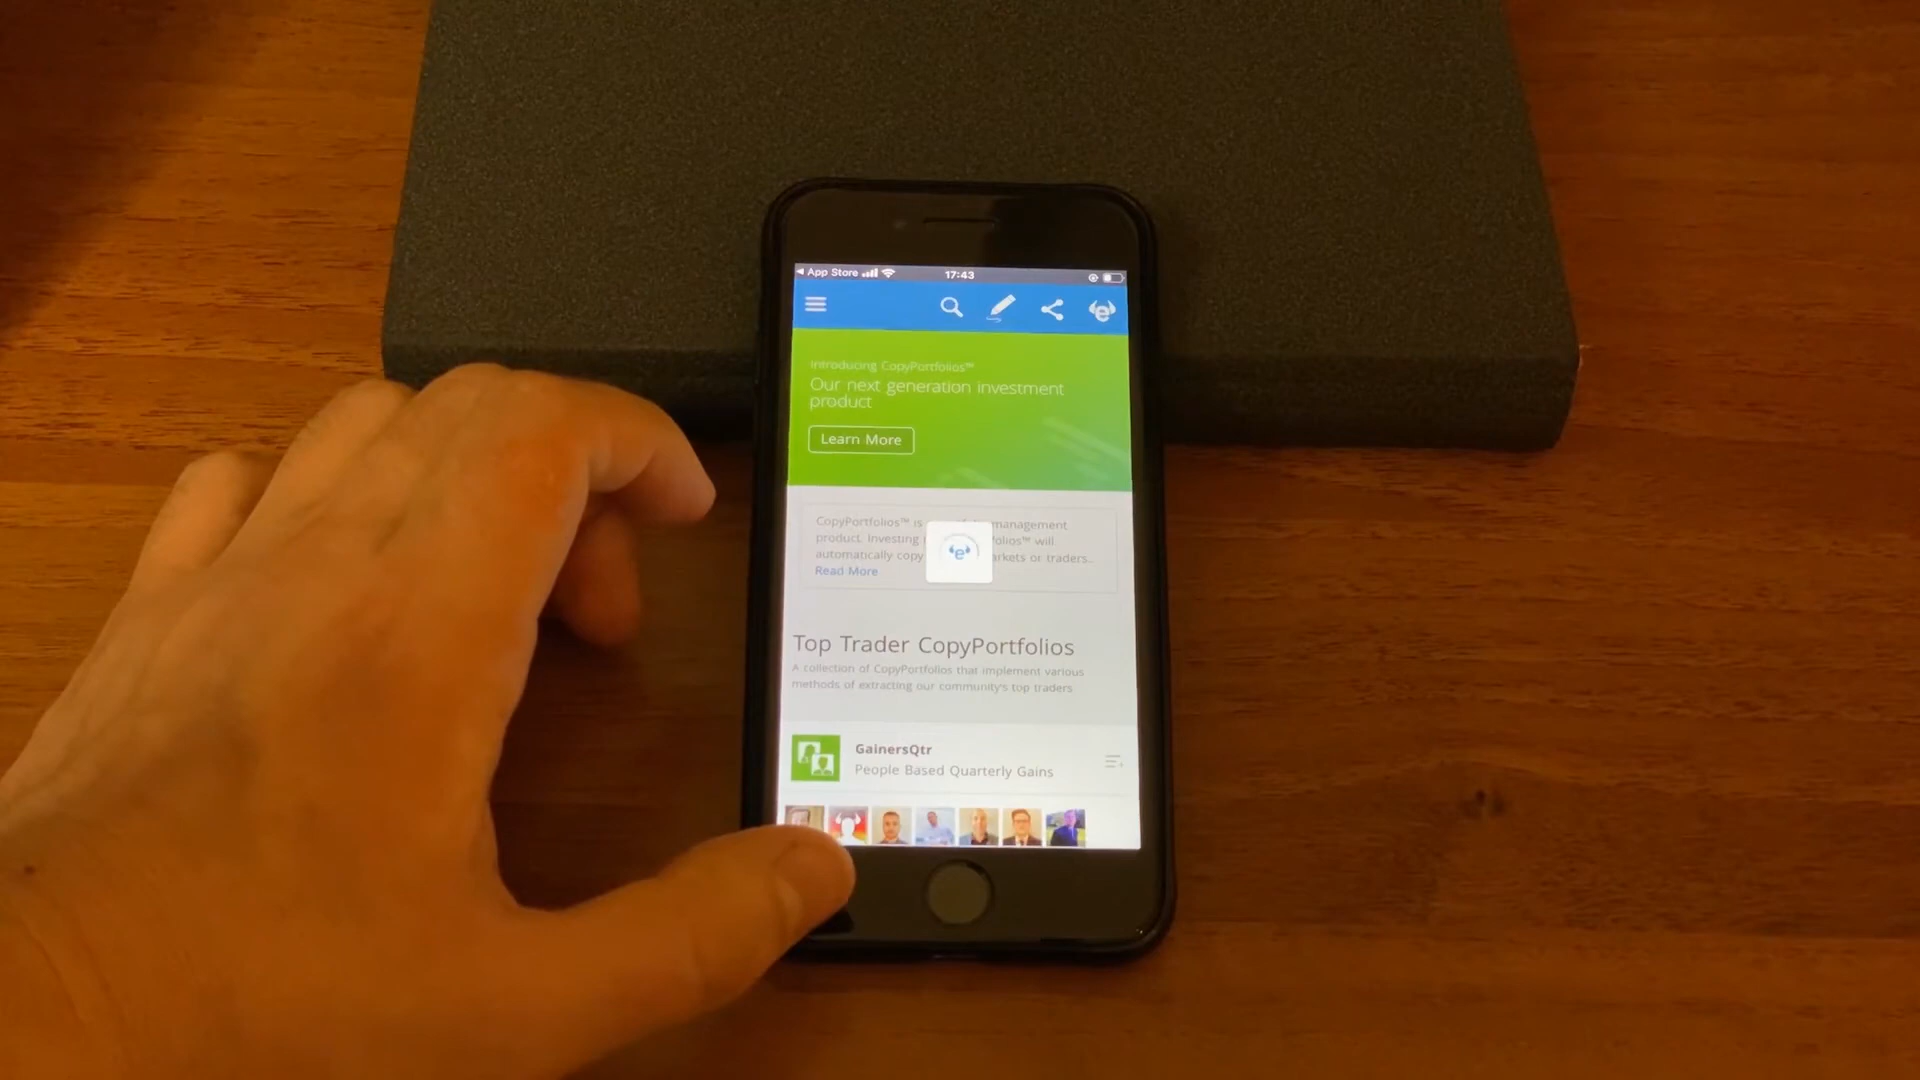 App Store 17:43
Introducing CopyPortfolios™
Our next generation investment
product
Learn More
CopyPortfolios™ is management
product. Investing will
automatically copy or traders..
Read More
Top Trader CopyPortfolios
A collection of CopyPortfolios that implement various
methods of extracting our community's top traders
GainersQtr
People Based Quarterly Gains